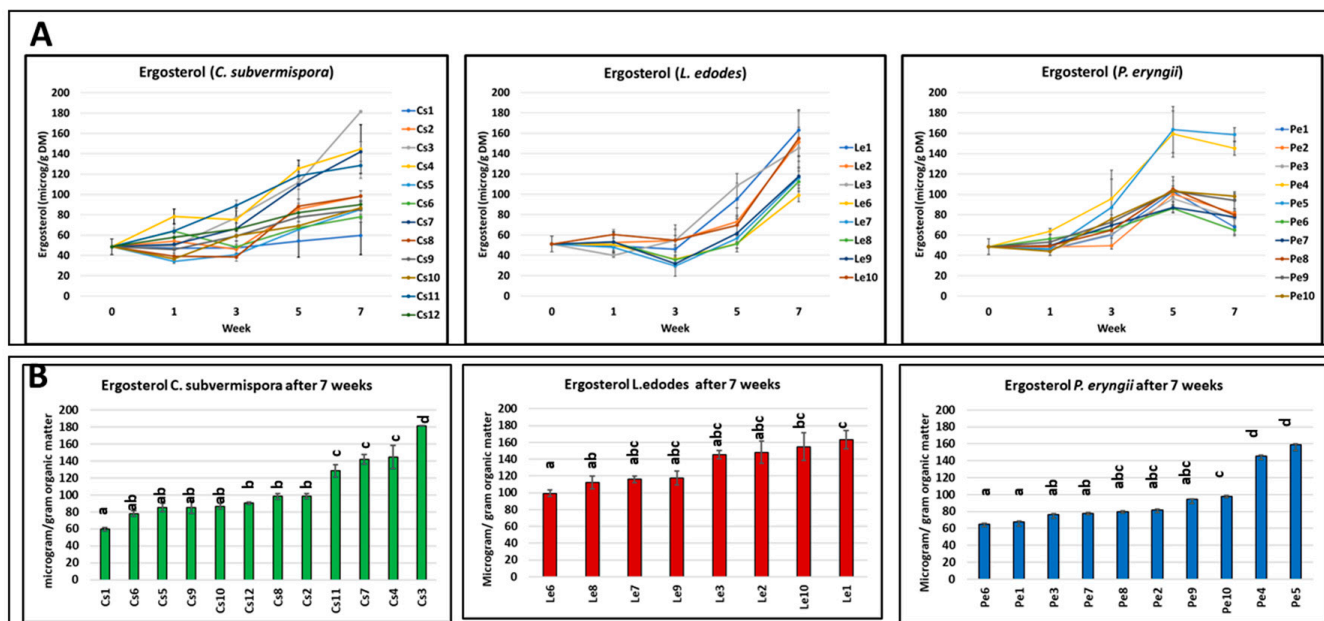 A
Ergosterol (C. subvermispora)
Ergosterol (microg/g DM)
200
180
160
140
120
100
80
60
40
20
0
0 1 3 5 7
Week
Cs1
Cs2
Cs3
Cs4
Cs5
Cs6
Cs7
Cs8
Cs9
Cs10
Cs11
Cs12
Ergosterol (L. edodes)
Ergosterol (microg/g DM)
200
180
160
140
120
100
80
60
40
20
0
0 1 3 5 7
Week
Le1
Le2
Le3
Le6
Le7
Le8
Le9
Le10
Ergosterol (P. eryngii)
Ergosterol (microg/g DM)
200
180
160
140
120
100
80
60
40
20
0
0 1 3 5 7
Week
Pe1
Pe2
Pe3
Pe4
Pe5
Pe6
Pe7
Pe8
Pe9
Pe10
B
Ergosterol C. subvermispora after 7 weeks
microgram/gram organic matter
200
180
160
140
120
100
80
60
40
20
0
a ab ab ab ab b b b c c c d
Cs1 Cs6 Cs5 Cs9 Cs10 Cs12 Cs8 Cs2 Cs11 Cs7 Cs4 Cs3
Ergosterol L.edodes after 7 weeks
Microgram/ gram organic matter
200
180
160
140
120
100
80
60
40
20
0
a ab abc abc abc abc bc c
Le6 Le8 Le7 Le9 Le3 Le2 Le10 Le1
Ergosterol P. eryngii after 7 weeks
Microgram/ gram organic matter
200
180
160
140
120
100
80
60
40
20
0
a a ab ab abc abc abc c d d
Pe6 Pe1 Pe3 Pe7 Pe8 Pe2 Pe9 Pe10 Pe4 Pe5